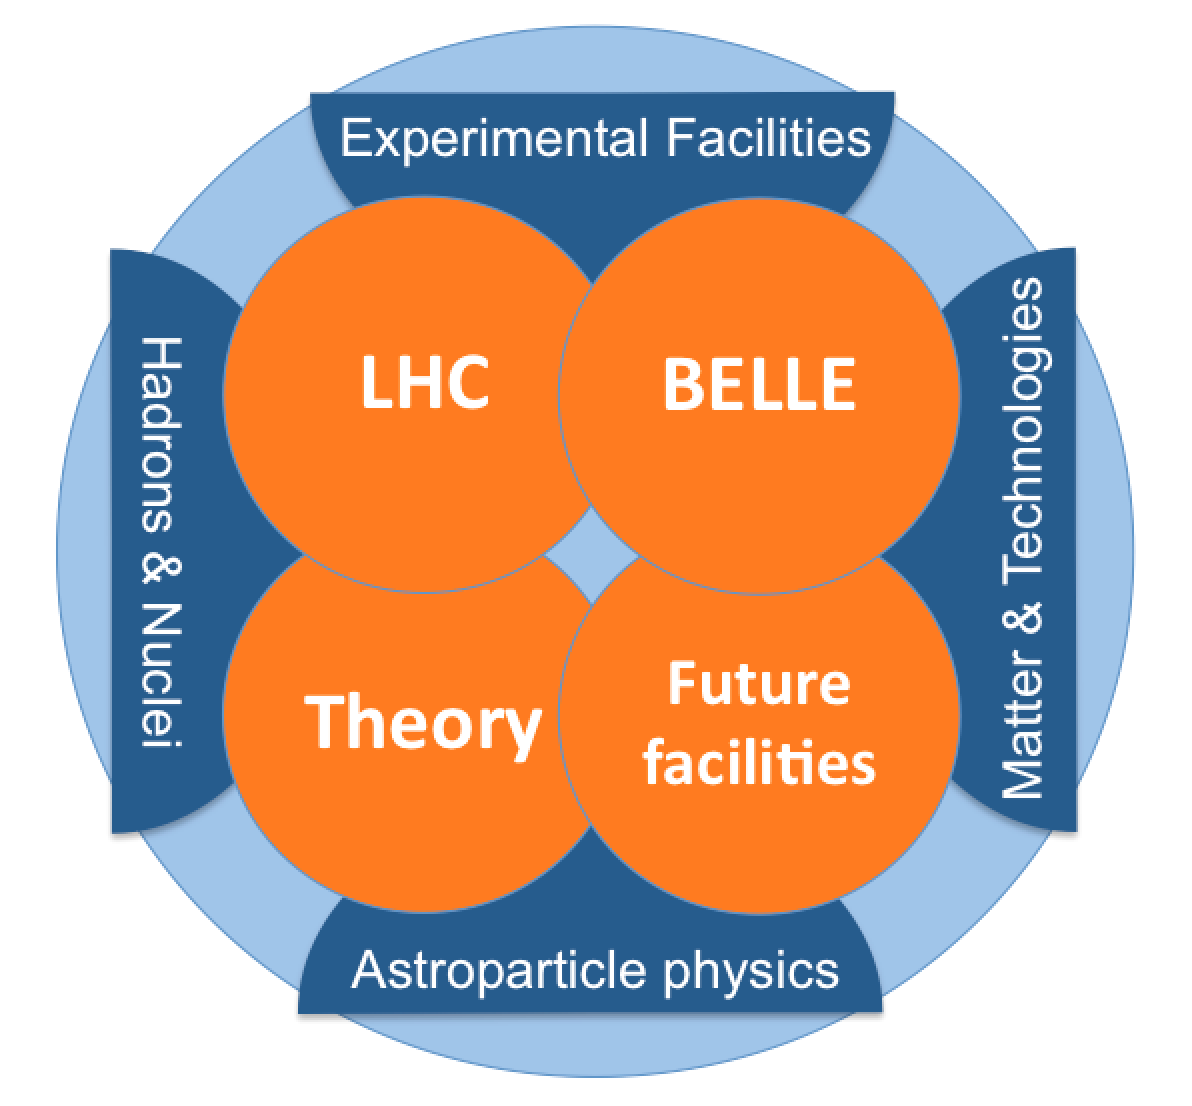 Experimental Facilities
Hadrons & Nuclei
LHC
BELLE
Matter & Technologies
Theory
Future
facilities
Astroparticle physics